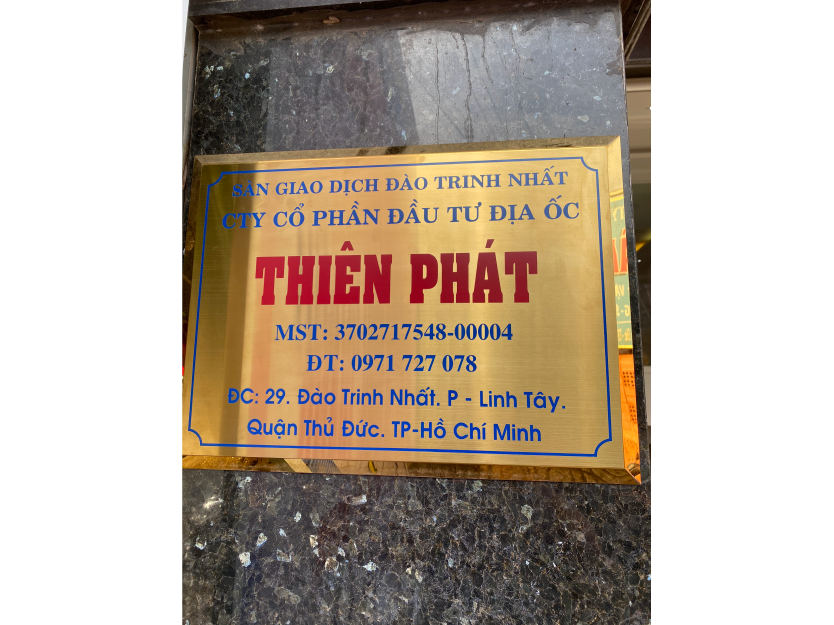 SÀN GIAO DỊCH ĐÀO TRINH NHẤT
CTY CỔ PHẦN ĐẦU TƯ ĐỊA ỐC
THIÊN PHÁT
MST: 3702717548-00004
ĐT: 0971 727 078
ĐC: 29. Đào Trinh Nhất. P - Linh Tây.
Quận Thủ Đức. TP-Hồ Chí Minh